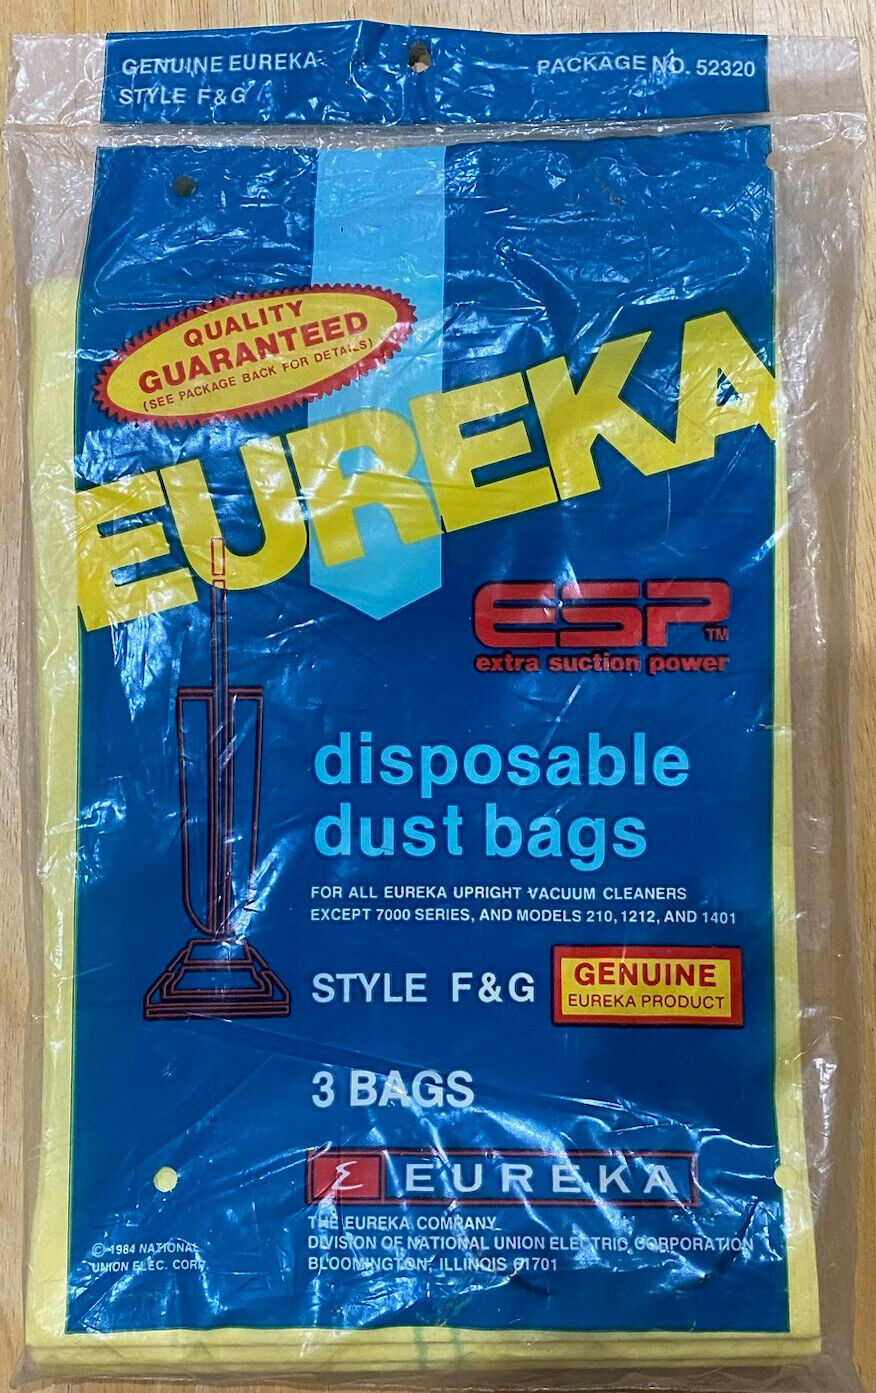 GENUINE EUREKA
STYLE F&G
PACKAGE NO. 52320
QUALITY
GUARANTEED
(SEE PACKAGE BACK FOR DETAILS)
EUREKA
ESP TM
extra suction power
disposable
dust bags
FOR ALL EUREKA UPRIGHT VACUUM CLEANERS
EXCEPT 7000 SERIES, AND MODELS 210, 1212, AND 1401
STYLE F&G
GENUINE
EUREKA PRODUCT
3 BAGS
EUREKA
THE EUREKA COMPANY
DIVISION OF NATIONAL UNION ELECTRIC CORPORATION
BLOOMINGTON, ILLINOIS 61701
© 1984 NATIONAL
UNION ELEC. CORP.